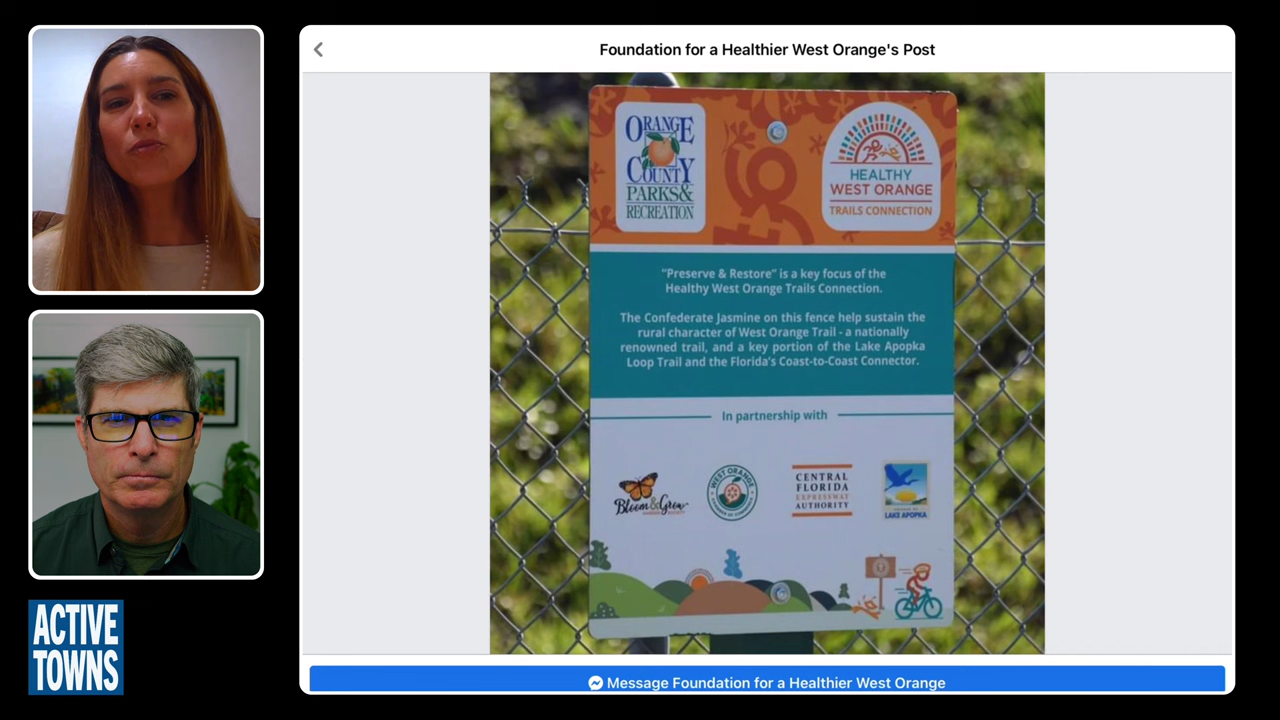 Foundation for a Healthier West Orange's Post
ORANGE
COUNTY
PARKS&
RECREATION
HEALTHY
WEST ORANGE
TRAILS CONNECTION
"Preserve & Restore" is a key focus of the
Healthy West Orange Trails Connection.
The Confederate Jasmine on this fence help sustain the
rural character of West Orange Trail - a nationally
renowned trail, and a key portion of the Lake Apopka
Loop Trail and the Florida's Coast-to-Coast Connector.
In partnership with
Bloom & Grow
WEST ORANGE
CENTRAL
FLORIDA
EXPRESSWAY
AUTHORITY
LAKE APOPKA
Message Foundation for a Healthier West Orange
ACTIVE
TOWNS